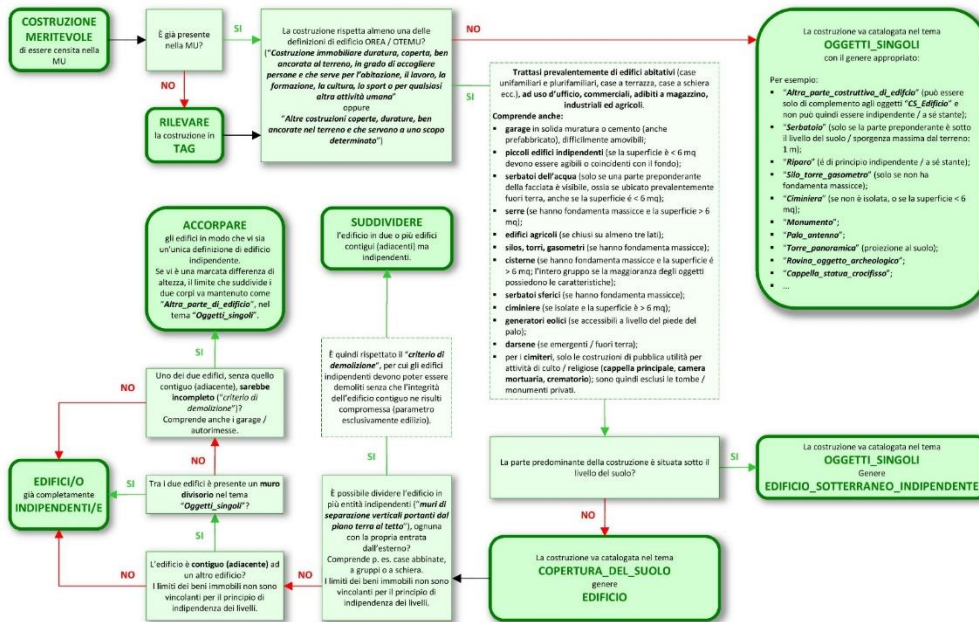 COSTRUZIONE
MERITEVOLE
di essere censita nella
MU
È già presente
nella MU?
SI
NO
RILEVARE
la costruzione in
TAG
La costruzione rispetta almeno una delle
definizioni di edificio OREA / OTEMU?
("Costruzione immobiliare duratura, coperta, ben
ancorata al terreno, in grado di accogliere
persone e che serve per l'abitazione, il lavoro, la
formazione, la cultura, lo sport o per qualsiasi
altra attività umana"
oppure
"Altre costruzioni coperte, durature, ben
ancorate nel terreno e che servono a uno scopo
determinato")
NO
SI
La costruzione va catalogata nel tema
OGGETTI_SINGOLI
con il genere appropriato:
Per esempio:
▪ "Altra_parte_costruttiva_di_edifcio" (può essere
solo di complemento agli oggetti "CS_Edificio" e
non può quindi essere indipendente / a sé stante);
▪ "Serbatoio" (solo se la parte preponderante è sotto
il livello del suolo / sporgenza massima dal terreno:
1 m);
▪ "Riparo" (é di principio indipendente / a sé stante);
▪ "Silo_torre_gasometro" (solo se non ha
fondamenta massicce);
▪ "Ciminiera" (se non è isolata, o se la superficie < 6
mq);
▪ "Monumento";
▪ "Palo_antenna";
▪ "Torre_panoramica" (proiezione al suolo);
▪ "Rovina_oggetto_archeologico";
▪ "Cappella_statua_crocifisso";
▪ ...
Trattasi prevalentemente di edifici abitativi (case
unifamiliari e plurifamiliari, case a terrazza, case a schiera
ecc.), ad uso d'ufficio, commerciali, adibiti a magazzino,
industriali ed agricoli.
Comprende anche:
▪ garage in solida muratura o cemento (anche
prefabbricato), difficilmente amovibili;
▪ piccoli edifici indipendenti (se la superficie è < 6 mq
devono essere agibili o coincidenti con il fondo);
▪ serbatoi dell'acqua (solo se una parte preponderante
della facciata è visibile, ossia se ubicato prevalentemente
fuori terra, anche se la superficie é < 6 mq);
▪ serre (se hanno fondamenta massicce e la superficie > 6
mq);
▪ edifici agricoli (se chiusi su almeno tre lati);
▪ silos, torri, gasometri (se hanno fondamenta massicce);
▪ cisterne (se hanno fondamenta massicce e la superficie é
> 6 mq; l'intero gruppo se la maggioranza degli oggetti
possiedono le caratteristiche);
▪ serbatoi sferici (se hanno fondamenta massicce);
▪ ciminiere (se isolate e la superficie è > 6 mq);
▪ generatori eolici (se accessibili a livello del piede del
palo);
▪ darsene (se emergenti / fuori terra);
▪ per i cimiteri, solo le costruzioni di pubblica utilità per
attività di culto / religiose (cappella principale, camera
mortuaria, crematorio); sono quindi esclusi le tombe /
monumenti privati.
ACCORPARE
gli edifici in modo che vi sia
un'unica definizione di edificio
indipendente.
Se vi è una marcata differenza di
altezza, il limite che suddivide i
due corpi va mantenuto come
"Altra_parte_di_edificio", nel
tema "Oggetti_singoli".
SUDDIVIDERE
l'edificio in due o più edifici
contigui (adiacenti) ma
indipendenti.
SI
NO
Uno dei due edifici, senza quello
contiguo (adiacente), sarebbe
incompleto ("criterio di
demolizione")?
Comprende anche i garage /
autorimesse.
È quindi rispettato il "criterio di
demolizione", per cui gli edifici
indipendenti devono poter essere
demoliti senza che l'integrità
dell'edificio contiguo ne risulti
compromessa (parametro
esclusivamente edilizio).
NO
SI
La parte predominante della costruzione è situata sotto il
livello del suolo?
SI
La costruzione va catalogata nel tema
OGGETTI_SINGOLI
Genere
EDIFICIO_SOTTERRANEO_INDIPENDENTE
EDIFICI/O
già completamente
INDIPENDENTI/E
SI
Tra i due edifici è presente un muro
divisorio nel tema
"Oggetti_singoli"?
SI
È possibile dividere l'edificio in
più entità indipendenti ("muri di
separazione verticali portanti dal
piano terra al tetto"), ognuna
con la propria entrata
dall'esterno?
Comprende p. es. case abbinate,
a gruppi o a schiera.
I limiti dei beni immobili non sono
vincolanti per il principio di
indipendenza dei livelli.
NO
La costruzione va catalogata nel tema
COPERTURA_DEL_SUOLO
genere
EDIFICIO
NO
L'edificio è contiguo (adiacente) ad
un altro edificio?
I limiti dei beni immobili non sono
vincolanti per il principio di
indipendenza dei livelli.
NO